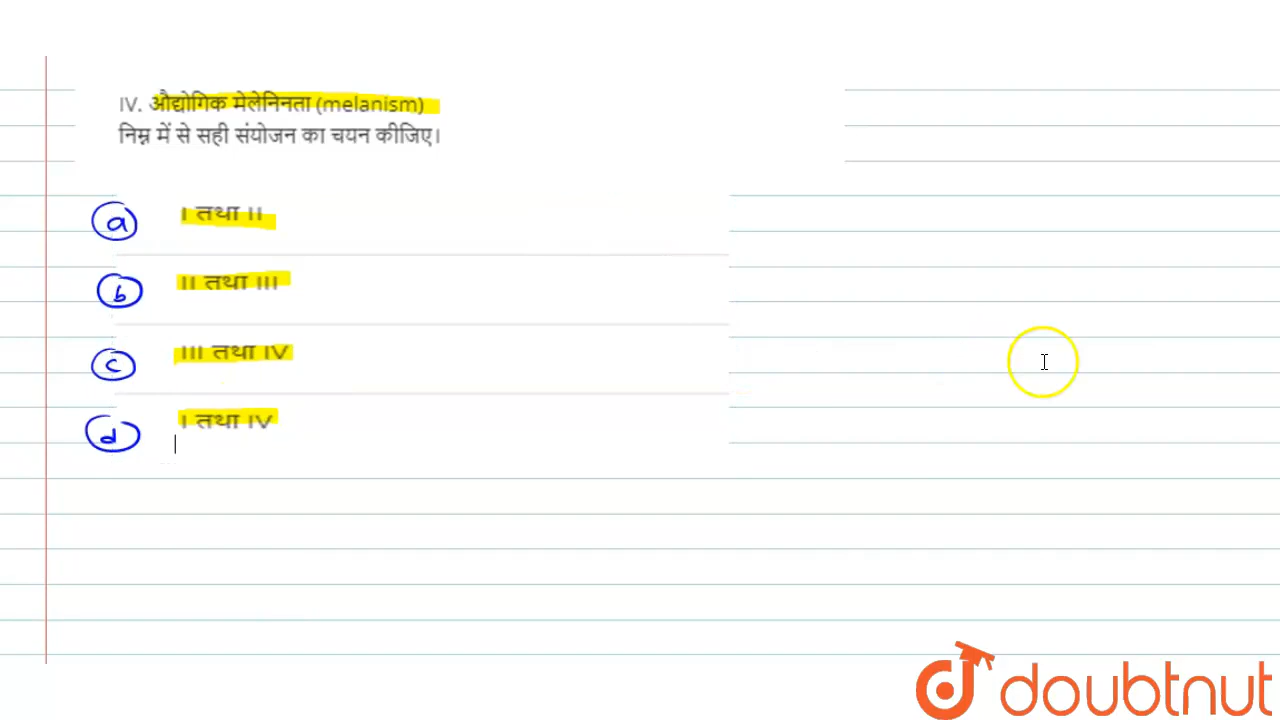 IV. औद्योगिक मेलेनिनता (melanism)
निम्न में से सही संयोजन का चयन कीजिए।
a I तथा II
b II तथा III
c III तथा IV
d I तथा IV
doubtnut